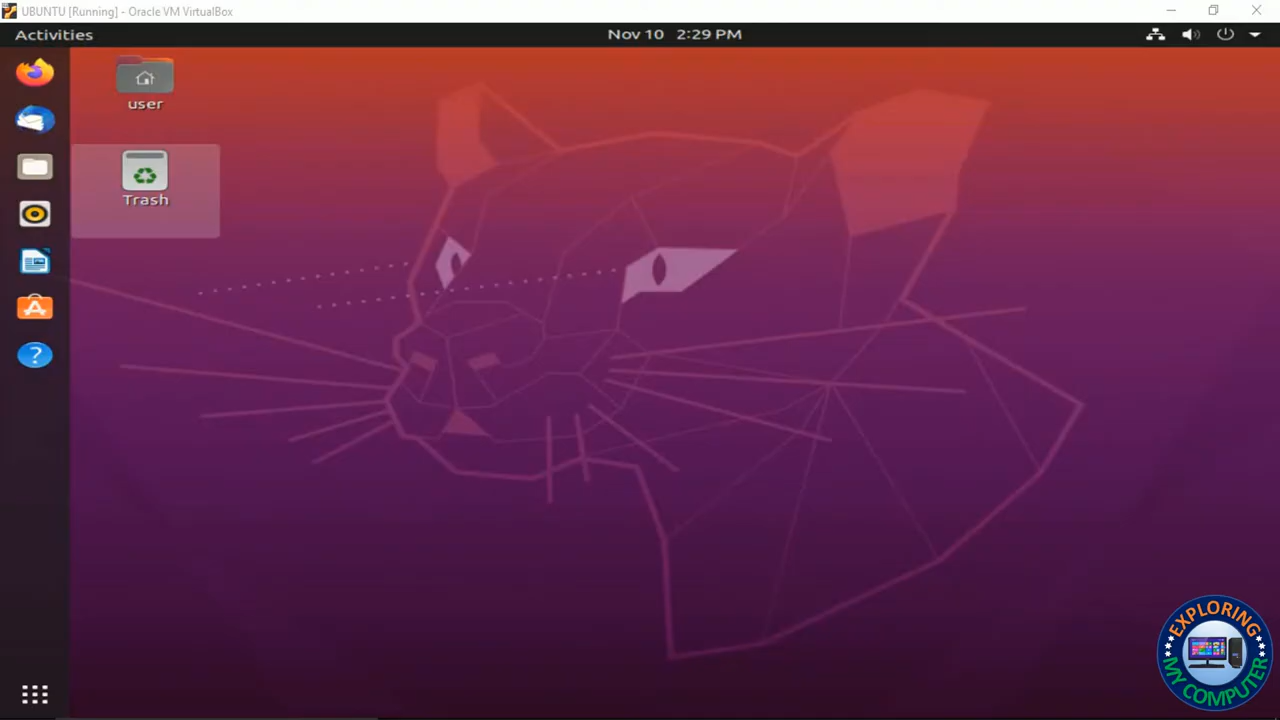 UBUNTU [Running] - Oracle VM VirtualBox
Activities
Nov 10 2:29 PM
user
Trash
?
EXPLORING
MY COMPUTER